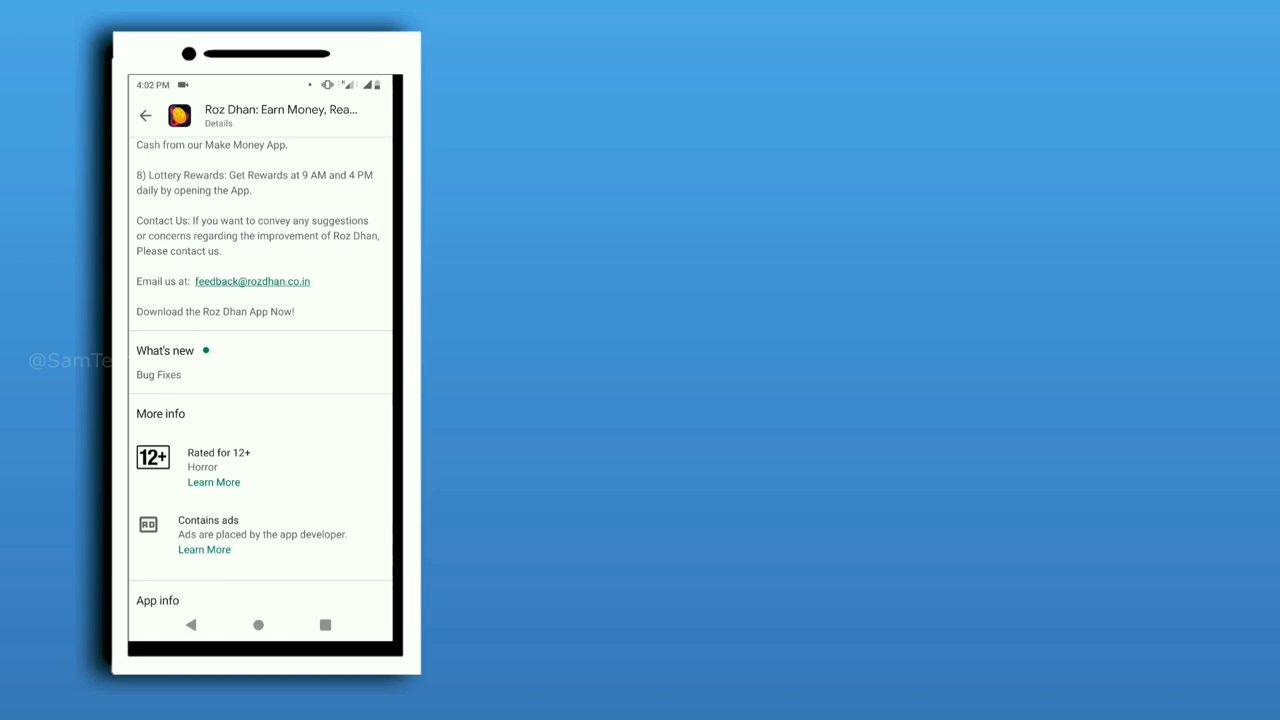 4:02 PM
Roz Dhan: Earn Money, Rea...
Details
Cash from our Make Money App.
8) Lottery Rewards: Get Rewards at 9 AM and 4 PM
daily by opening the App.
Contact Us: If you want to convey any suggestions
or concerns regarding the improvement of Roz Dhan,
Please contact us.
Email us at: feedback@rozdhan.co.in
Download the Roz Dhan App Now!
@SamTe
What's new
Bug Fixes
More info
12+
Rated for 12+
Horror
Learn More
AD
Contains ads
Ads are placed by the app developer.
Learn More
App info